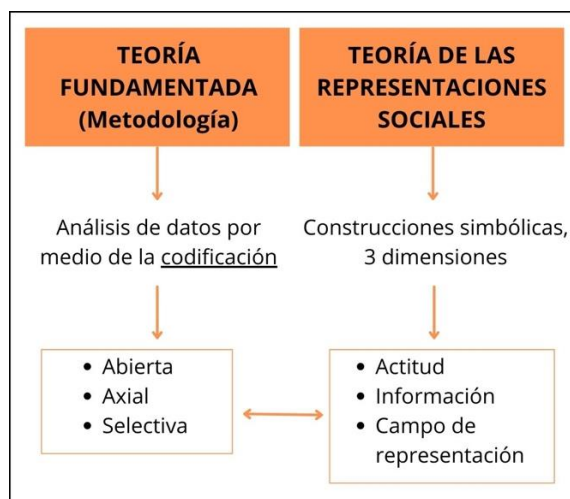 TEORÍA
FUNDAMENTADA
(Metodología)
Análisis de datos por
medio de la codificación
• Abierta
• Axial
• Selectiva
TEORÍA DE LAS
REPRESENTACIONES
SOCIALES
Construcciones simbólicas,
3 dimensiones
• Actitud
• Información
• Campo de
representación